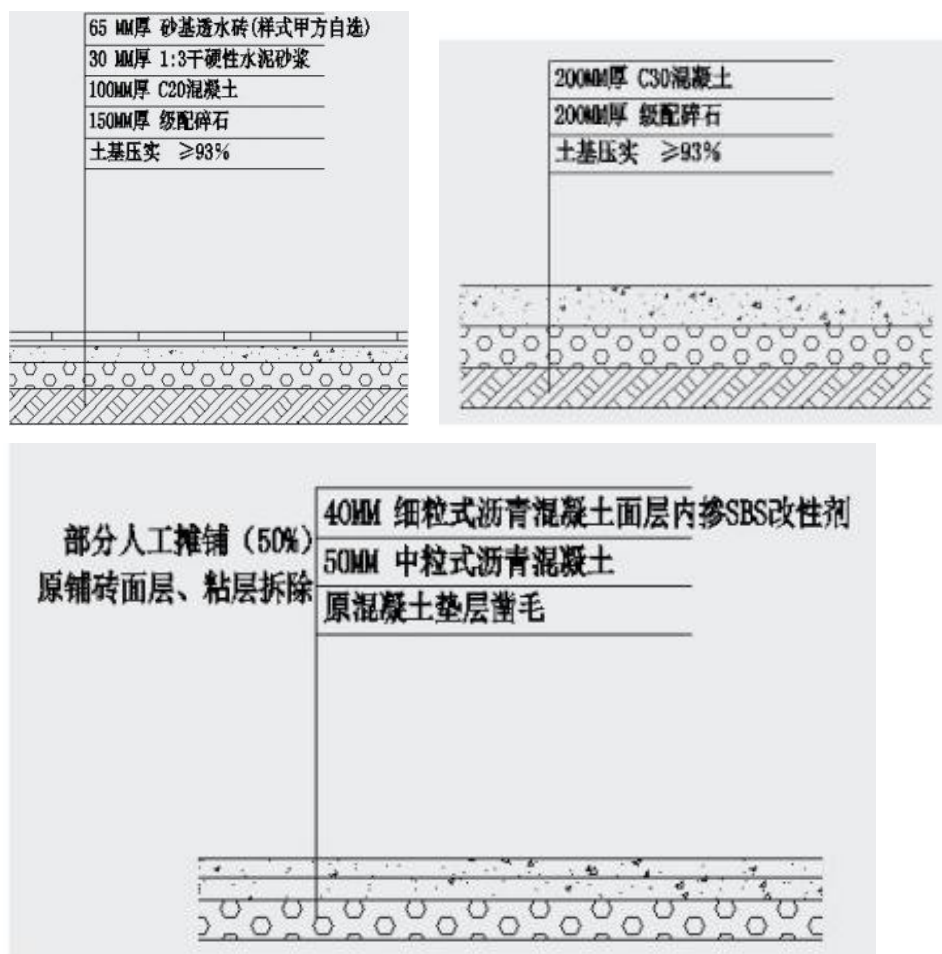 65 MM厚 砂基透水砖(样式甲方自选)
30 MM厚 1:3干硬性水泥砂浆
100MM厚 C20混凝土
150MM厚 级配碎石
土基压实 ≥93%
200MM厚 C30混凝土
200MM厚 级配碎石
土基压实 ≥93%
部分人工摊铺（50%）
原铺砖面层、粘层拆除
40MM 细粒式沥青混凝土面层内掺SBS改性剂
50MM 中粒式沥青混凝土
原混凝土垫层凿毛